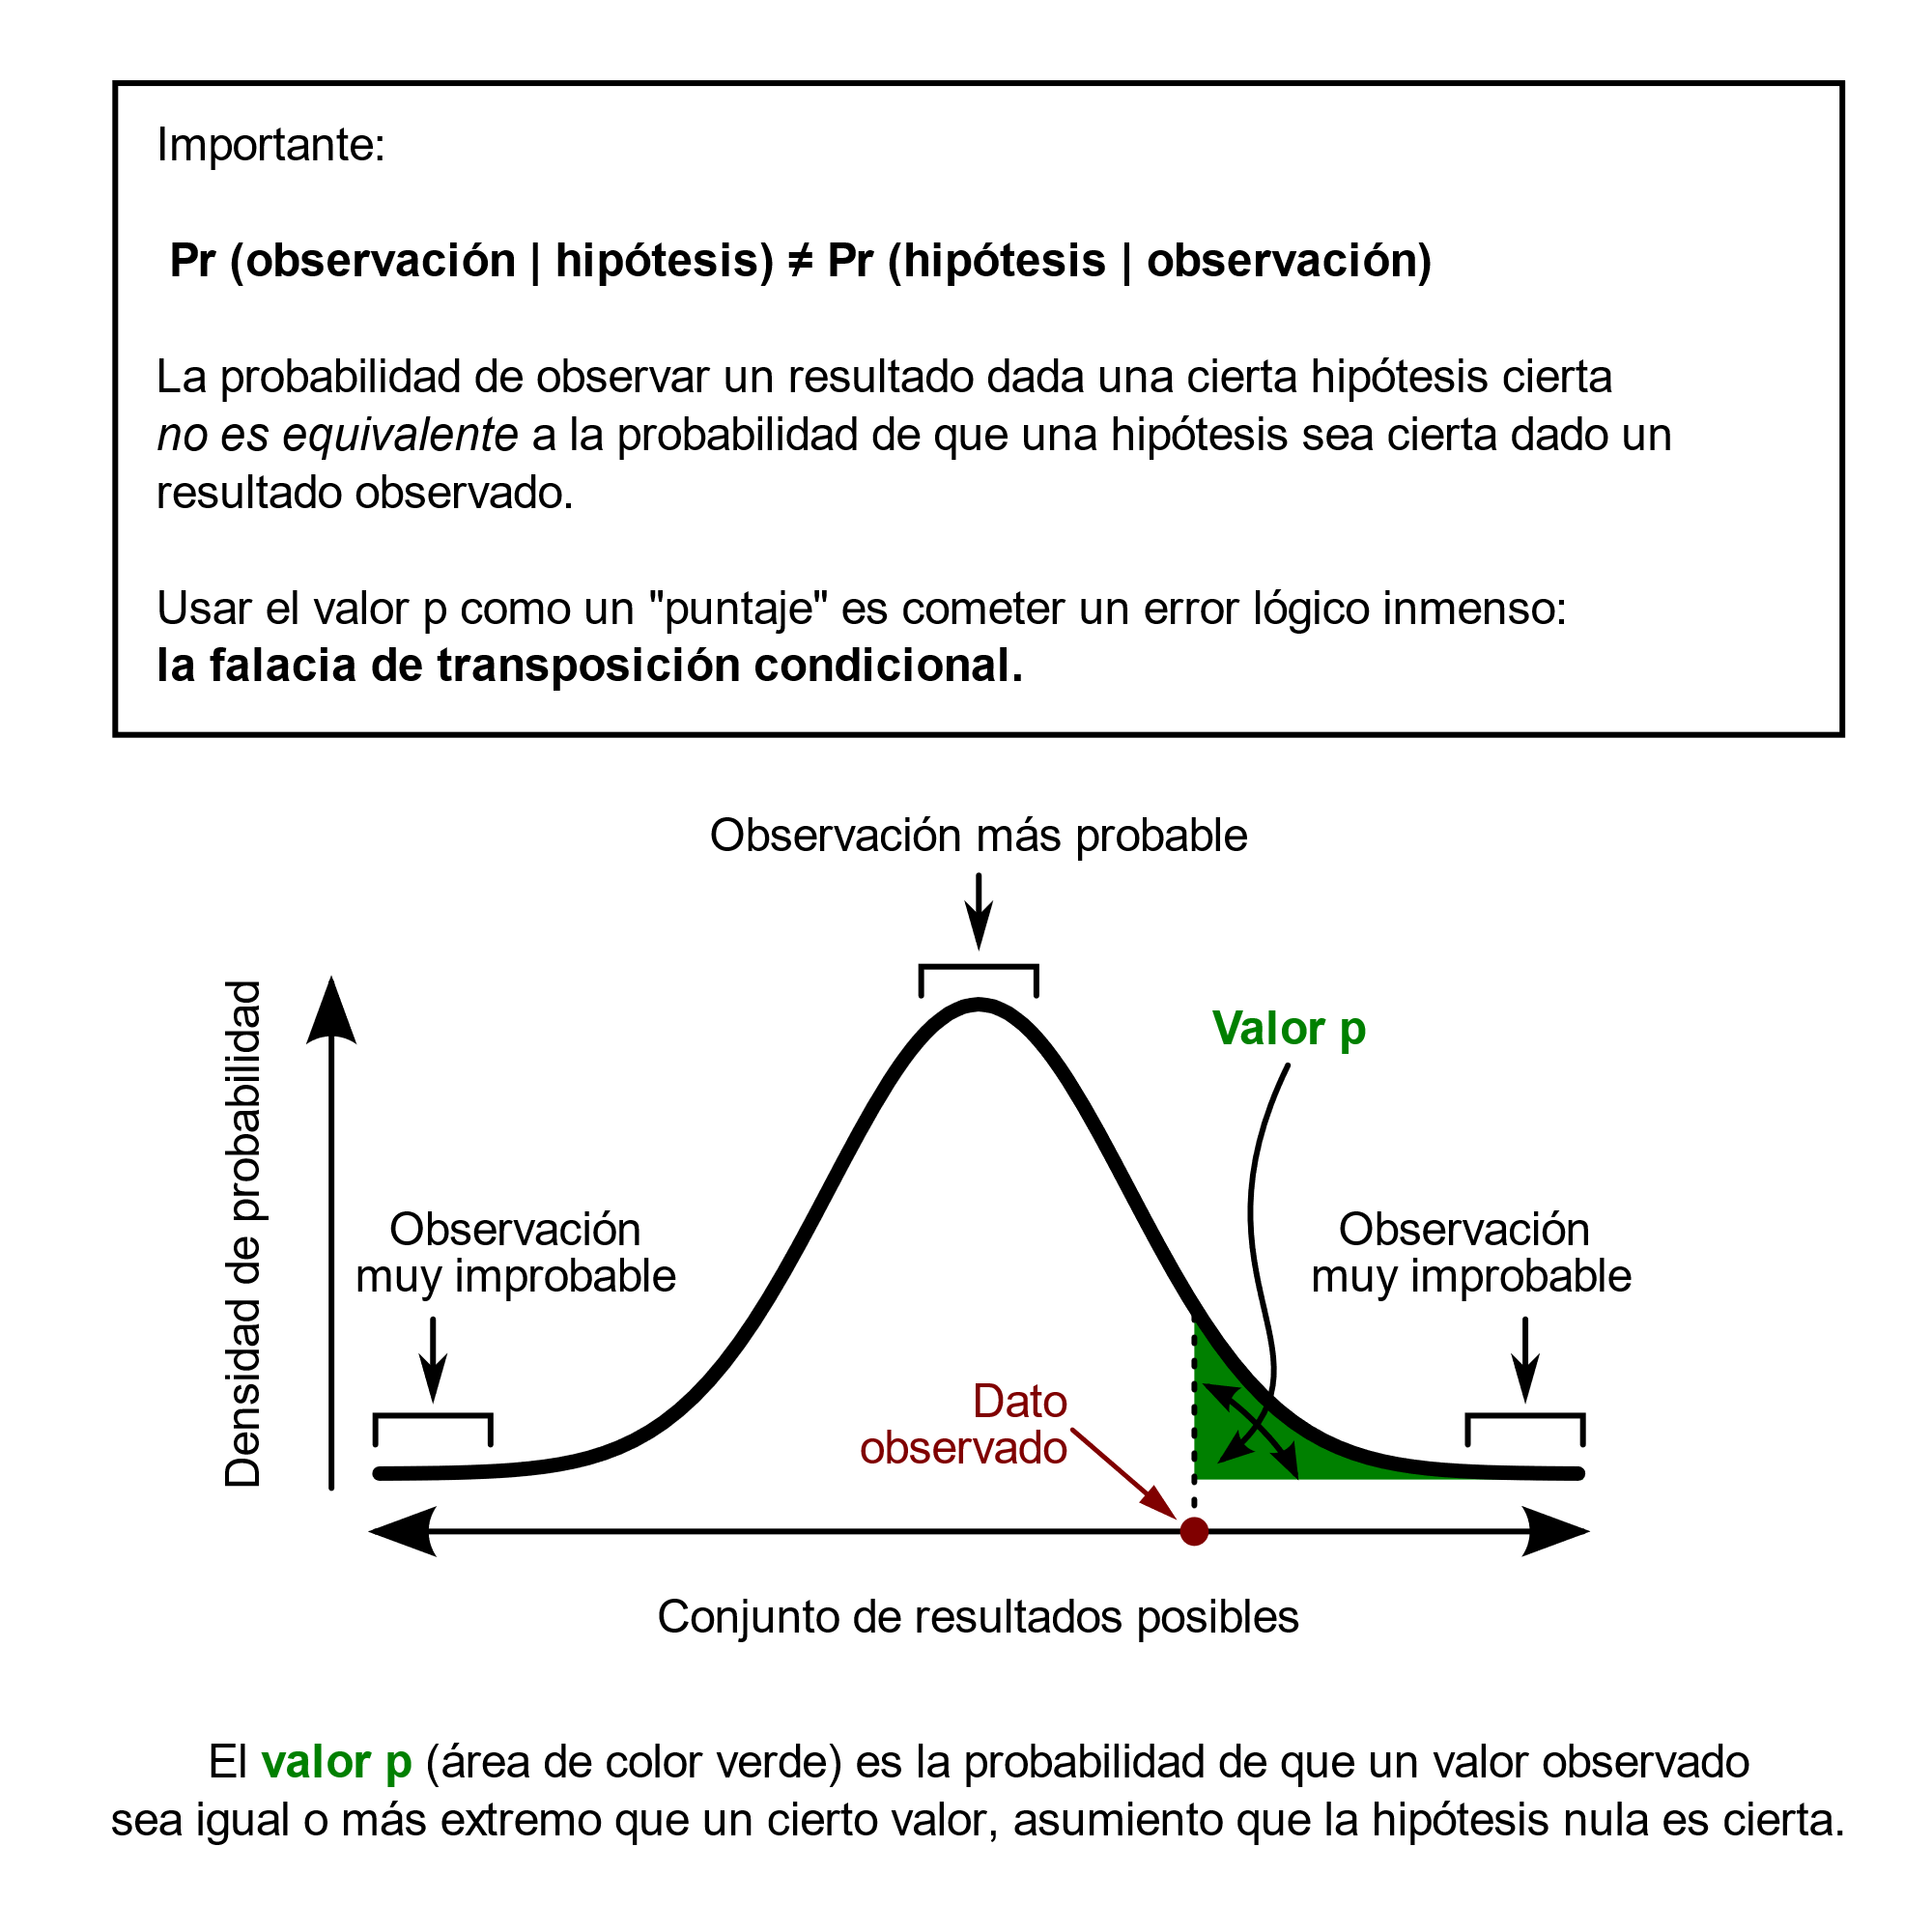 Importante:
Pr (observación | hipótesis) ≠ Pr (hipótesis | observación)
La probabilidad de observar un resultado dada una cierta hipótesis cierta
no es equivalente a la probabilidad de que una hipótesis sea cierta dado un
resultado observado.
Usar el valor p como un "puntaje" es cometer un error lógico inmenso:
la falacia de transposición condicional.
Observación más probable
Densidad de probabilidad
Valor p
Observación
muy improbable
Observación
muy improbable
Dato
observado
Conjunto de resultados posibles
El valor p (área de color verde) es la probabilidad de que un valor observado
sea igual o más extremo que un cierto valor, asumiento que la hipótesis nula es cierta.